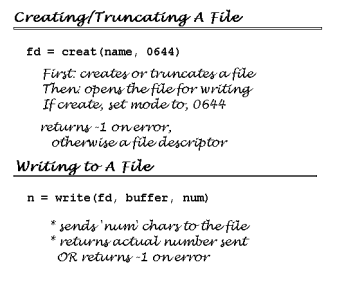 Creating/Truncating A File
fd = creat(name, 0644)
First: creates or truncates a file
Then: opens the file for writing
If create, set mode to, 0644
returns -1 on error,
otherwise a file descriptor
Writing to A File
n = write(fd, buffer, num)
* sends 'num' chars to the file
* returns actual number sent
OR returns -1 on error